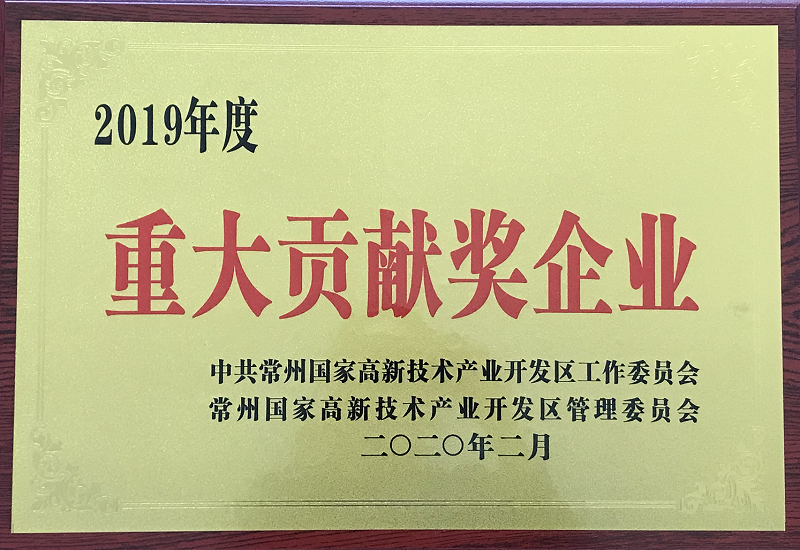 2019年度
重大贡献奖企业
中共常州国家高新技术产业开发区工作委员会
常州国家高新技术产业开发区管理委员会
二〇二〇年二月